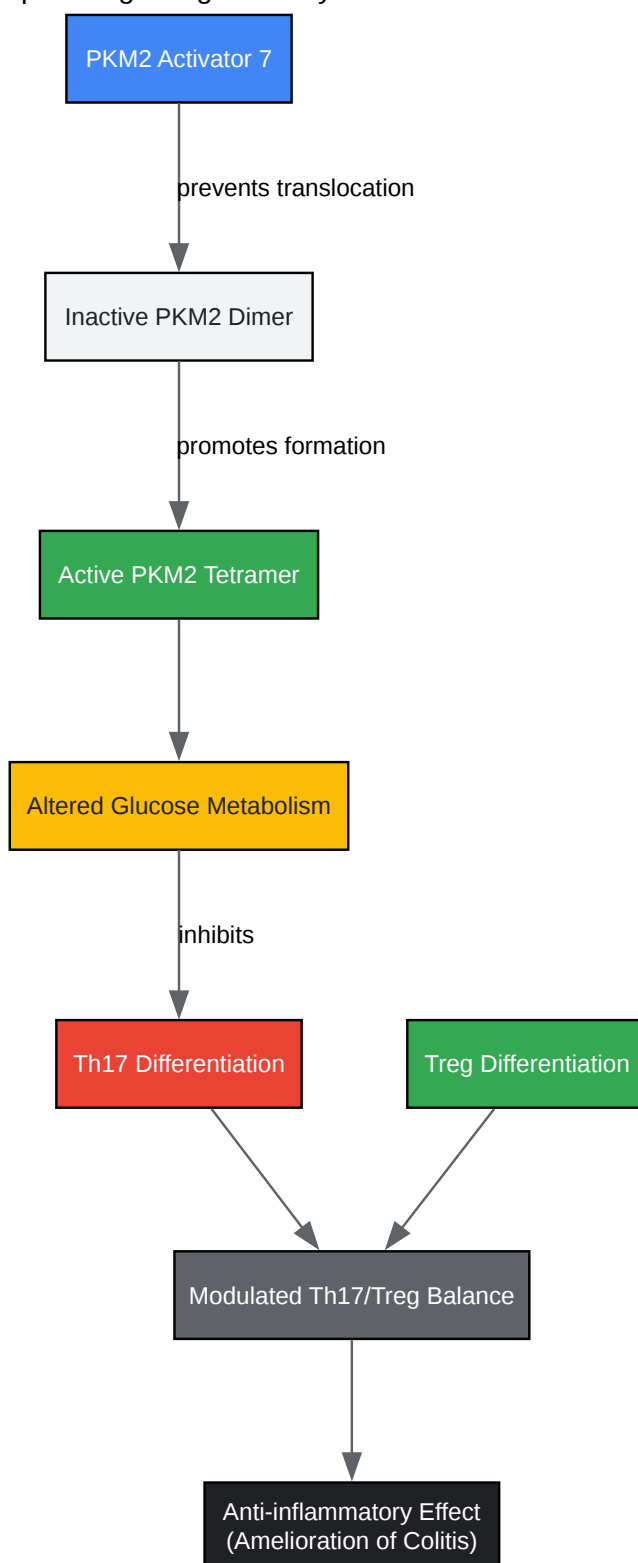 PKM2 Activator 7
prevents translocation
Inactive PKM2 Dimer
promotes formation
Active PKM2 Tetramer
Altered Glucose Metabolism
inhibits
Th17 Differentiation
Treg Differentiation
Modulated Th17/Treg Balance
Anti-inflammatory Effect
(Amelioration of Colitis)